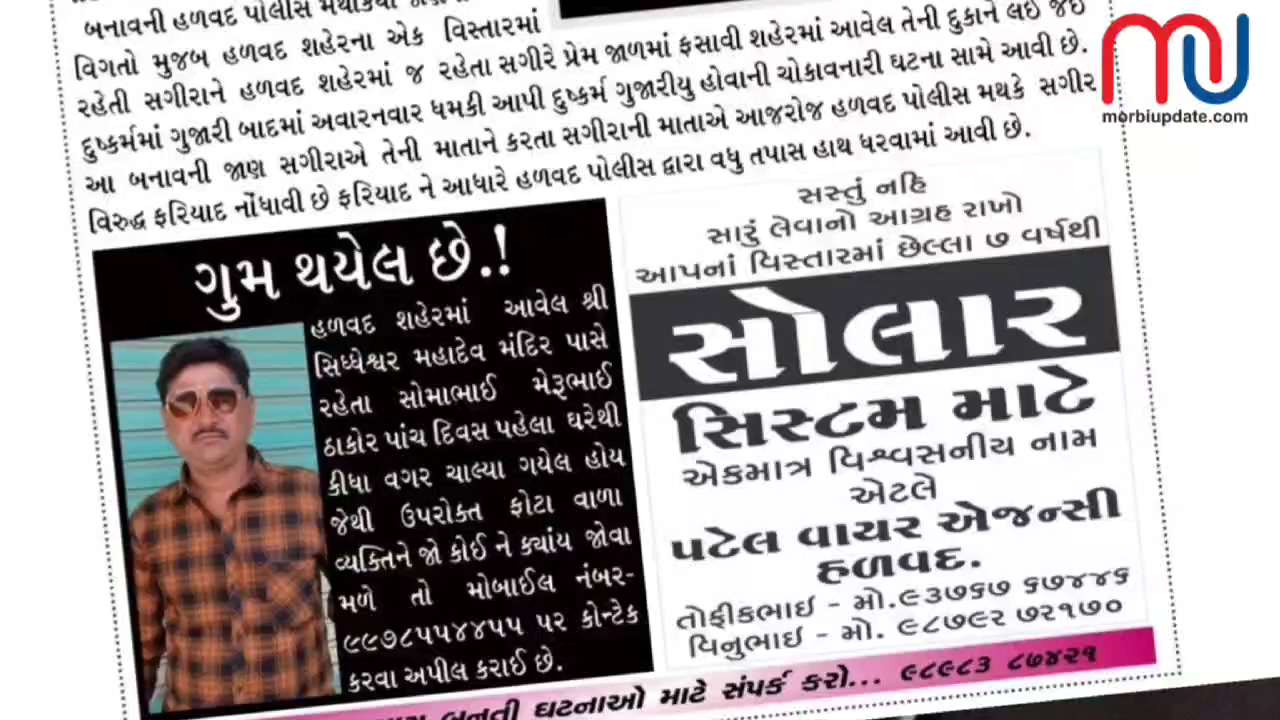 બનાવની હળવદ પોલીસ
વિગતો મુજબ હળવદ શહેરના એક વિસ્તારમાં
રહેતી સગીરાને હળવદ શહેરમાં જ રહેતા સગીરે પ્રેમ જાળમાં ફસાવી શહેરમાં આવેલ તેની દુકાને લઇ જઇ
દુષ્કર્મમાં ગુજારી બાદમાં અવારનવાર ધમકી આપી દુષ્કર્મ ગુજારીયુ હોવાની ચોકાવનારી ઘટના સામે આવી છે.
આ બનાવની જાણ સગીરાએ તેની માતાને કરતા સગીરાની માતાએ આજરોજ હળવદ પોલીસ મથકે સગીર
વિરુદ્ધ ફરિયાદ નોંધાવી છે ફરિયાદ ને આધારે હળવદ પોલીસ દ્વારા વધુ તપાસ હાથ ધરવામાં આવી છે.
morbiupdate.com
ગુમ થયેલ છે.!
હળવદ શહેરમાં આવેલ શ્રી
સિધ્ધેશ્વર મહાદેવ મંદિર પાસે
રહેતા સોમાભાઈ મેરૂભાઈ
ઠાકોર પાંચ દિવસ પહેલા ઘરેથી
કીધા વગર ચાલ્યા ગયેલ હોય
જેથી ઉપરોક્ત ફોટા વાળા
વ્યક્તિને જો કોઈ ને ક્યાંય જોવા
મળે તો મોબાઈલ નંબર-
૯૯૭૮૫૫૪૪૫૫ પર કોન્ટેક
કરવા અપીલ કરાઈ છે.
સસ્તું નહિ
સારું લેવાનો આગ્રહ રાખો
આપનાં વિસ્તારમાં છેલ્લા ૭ વર્ષથી
સોલાર
સિસ્ટમ માટે
એકમાત્ર વિશ્વસનીય નામ
એટલે
પટેલ વાયર એજન્સી
હળવદ.
તોફીકભાઇ - મો.૯૩૭૬૭ ૬૭૪૪૬
વિનુભાઇ - મો. ૯૮૭૯૨ ૭૨૧૭૦
બનતી ઘટનાઓ માટે સંપર્ક કરો... ૯૮૯૮૩ ૮૭૪૨૧